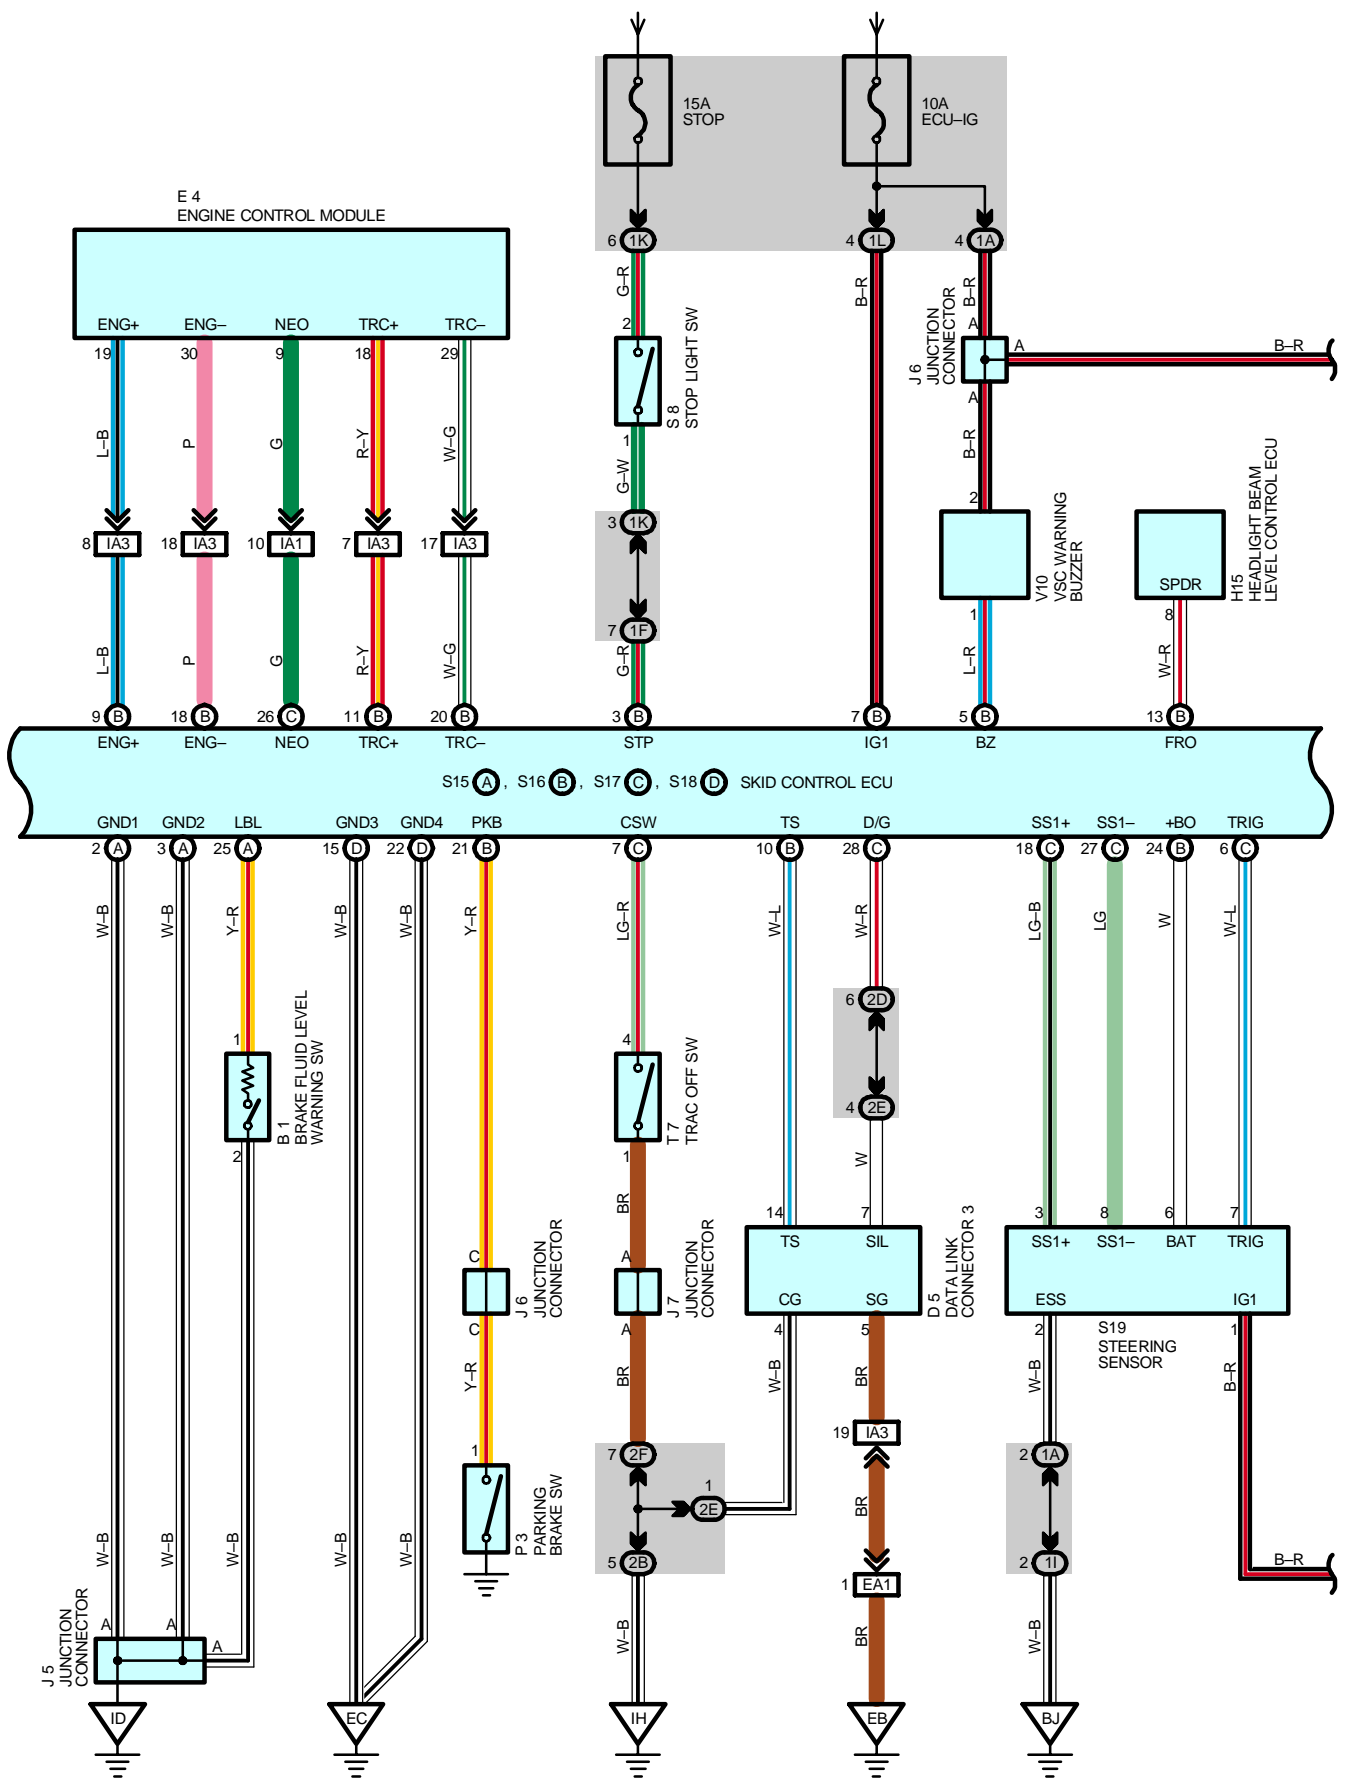 15A
STOP
10A
ECU–IG
E 4
ENGINE CONTROL MODULE
6 1K
4 1L
4 1A
G–R
B–R
B–R
ENG+ ENG– NEO TRC+ TRC–
19 30 9 18 29
2
A
A
B–R
J 6
JUNCTION
CONNECTOR
S 8
STOP LIGHT SW
A
L–B P G R–Y W–G
1
G–W
B–R
2
3 1K
8 IA3
18 IA3
10 IA1
7 IA3
17 IA3
V10
VSC WARNING
BUZZER
SPDR
H15
HEADLIGHT BEAM
LEVEL CONTROL ECU
7 1F
1
8
L–B P G R–Y W–G
G–R
L–R
W–R
9 B 18 B 26 C 11 B 20 B 3 B 7 B 5 B 13 B
ENG+ ENG– NEO TRC+ TRC– STP IG1 BZ FRO
S15 A , S16 B , S17 C , S18 D SKID CONTROL ECU
GND1 GND2 LBL GND3 GND4 PKB CSW TS D/G SS1+ SS1– +BO TRIG
2 A 3 A 25 A 15 D 22 D 21 B 7 C 10 B 28 C 18 C 27 C 24 B 6 C
W–B W–B Y–R W–B W–B Y–R LG–R W–L W–R LG–B LG W W–L
6 2D
4 2E
1
B 1
BRAKE FLUID LEVEL
WARNING SW
2
4
T 7
TRAC OFF SW
1
BR
W
C
J 6
JUNCTION
CONNECTOR
C
A
J 7
JUNCTION
CONNECTOR
A
14 7
TS SIL
CG SG
D 5
DATA LINK
CONNECTOR 3
4 5
3 8 6 7
SS1+ SS1– BAT TRIG
ESS IG1
2 1
S19
STEERING
SENSOR
Y–R
BR
W–B
BR
W–B
B–R
19 IA3
1
P 3
PARKING
BRAKE SW
7 2F
1
2E
5 2B
BR
1 EA1
2 1A
2 1I
B–R
W–B W–B W–B W–B W–B
J 5
JUNCTION
CONNECTOR
A A A
W–B
BR
W–B
ID EC IH EB BJ